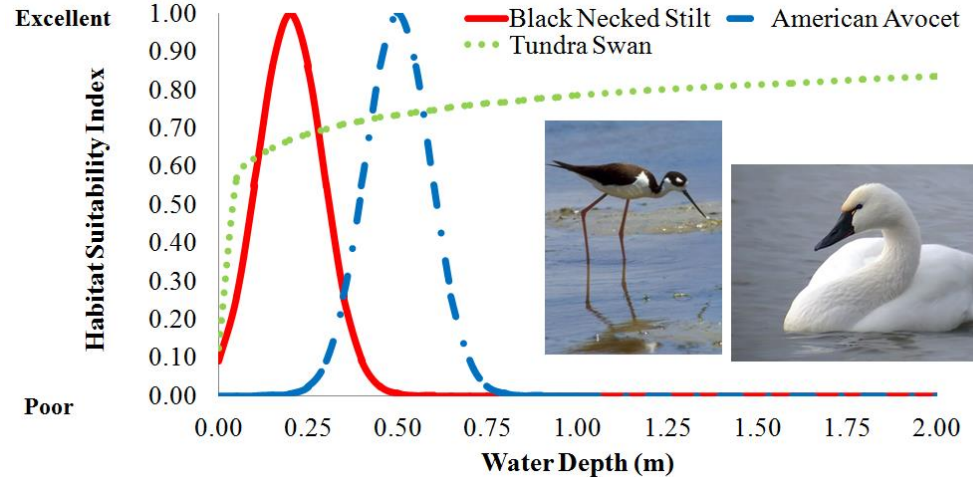 Excellent
Poor
Habitat Suitability Index
1.00
0.90
0.80
0.70
0.60
0.50
0.40
0.30
0.20
0.10
0.00
Black Necked Stilt American Avocet
Tundra Swan
0.00 0.25 0.50 0.75 1.00 1.25 1.50 1.75 2.00
Water Depth (m)